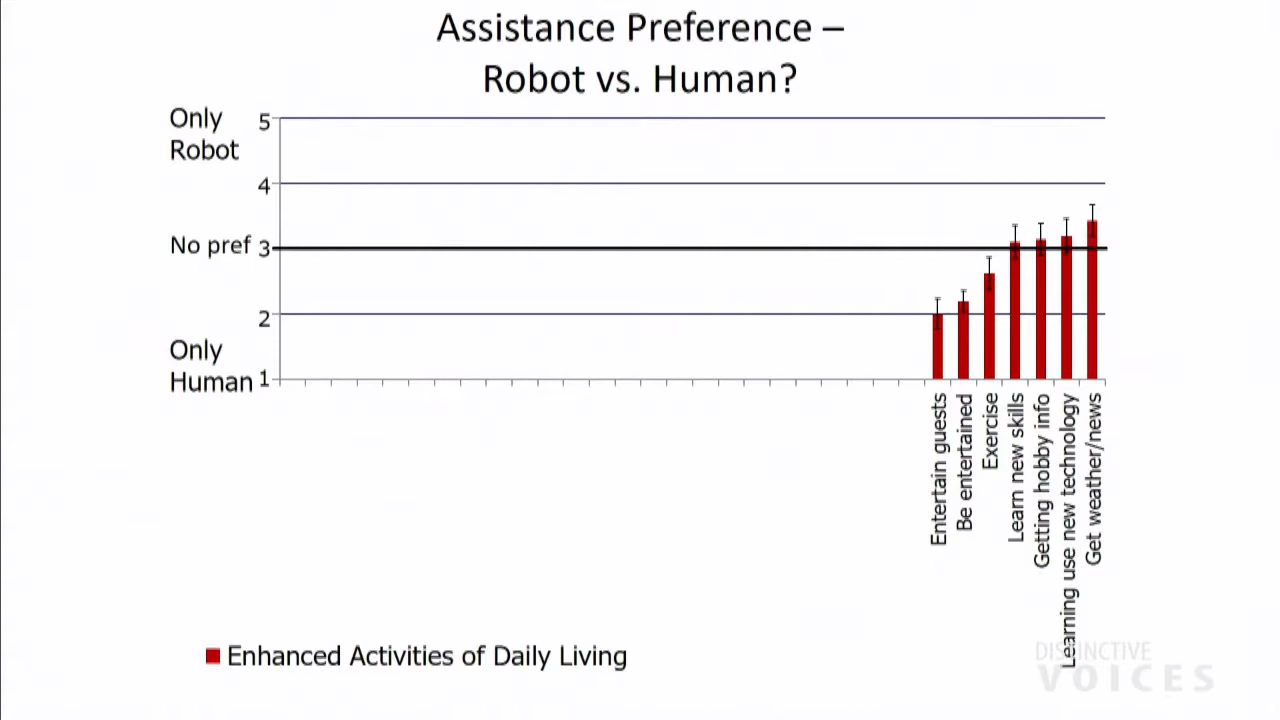 Assistance Preference –
Robot vs. Human?
Only
Robot
5
4
No pref 3
2
Only
Human 1
Entertain guests
Be entertained
Exercise
Learn new skills
Getting hobby info
Learning use new technology
Get weather/news
Enhanced Activities of Daily Living
DISTINCTIVE
VOICES